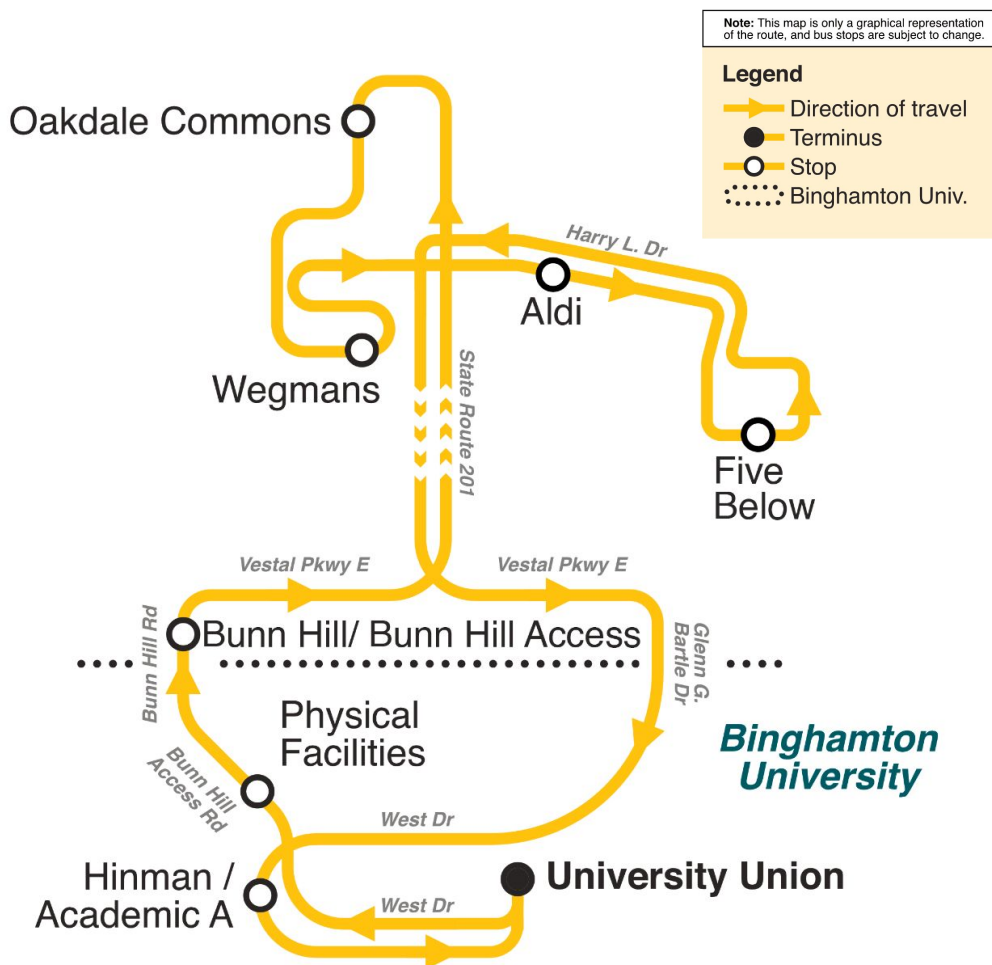 Note: This map is only a graphical representation
of the route, and bus stops are subject to change.
Legend
Direction of travel
Terminus
Stop
Binghamton Univ.
Oakdale Commons
Harry L. Dr
Aldi
Wegmans
State Route 201
Five
Below
Vestal Pkwy E
Vestal Pkwy E
Bunn Hill Rd
Bunn Hill/ Bunn Hill Access
Glenn G.
Bartle Dr
Physical
Facilities
Binghamton
University
Bunn Hill
Access Rd
West Dr
Hinman /
Academic A
University Union
West Dr